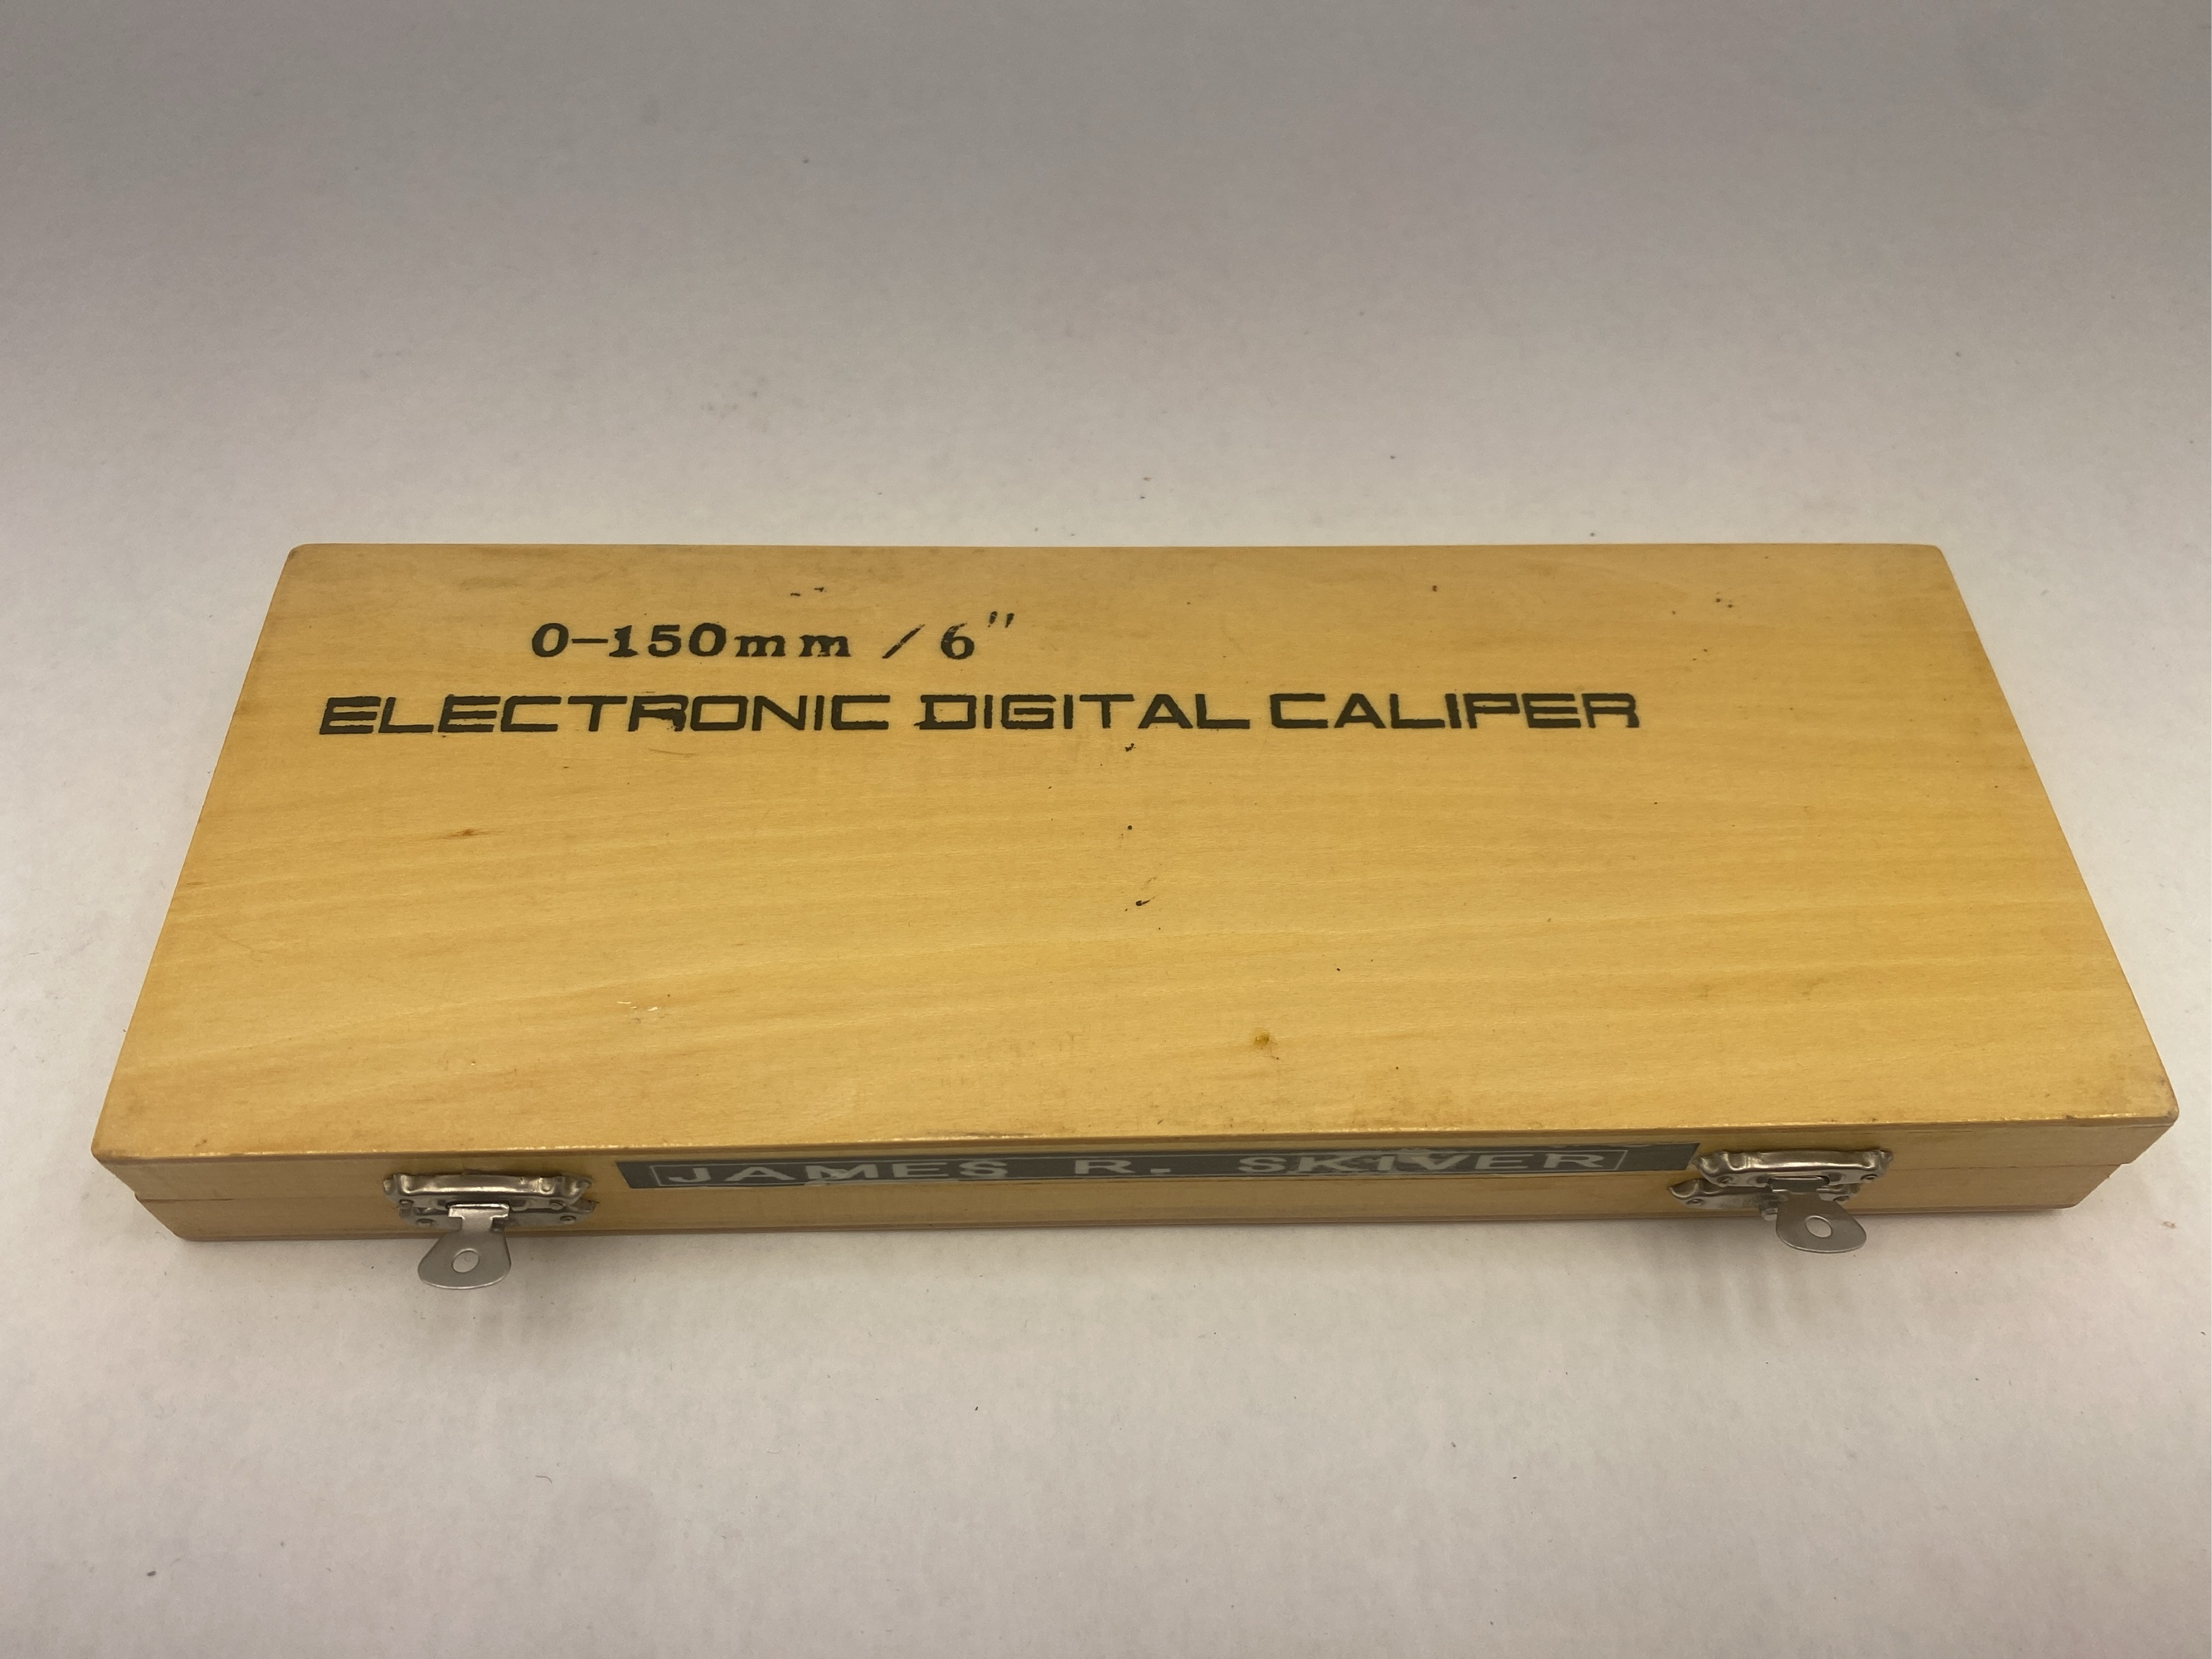 0-150mm / 6"
ELECTRONIC DIGITAL CALIPER
JAMES R. SKIVER